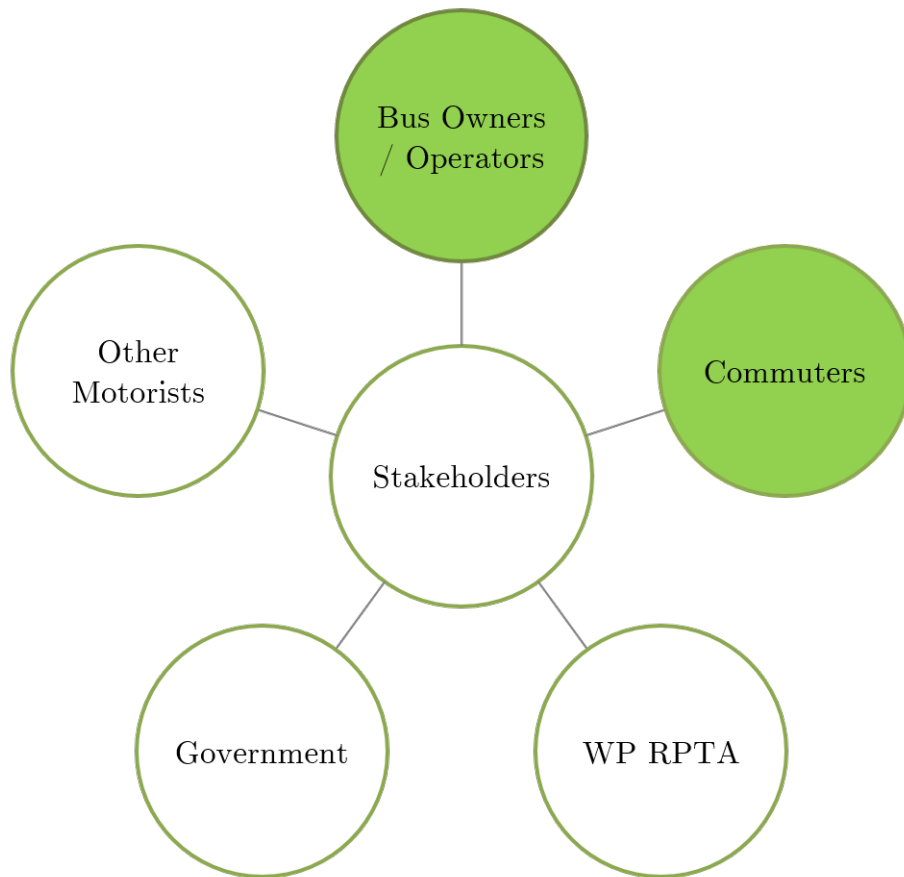 Bus Owners
/ Operators
Other
Motorists
Commuters
Stakeholders
Government
WP RPTA